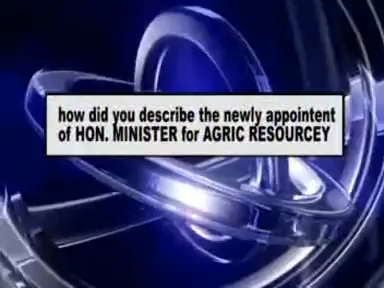 how did you describe the newly appointent
of HON. MINISTER for AGRIC RESOURCEY